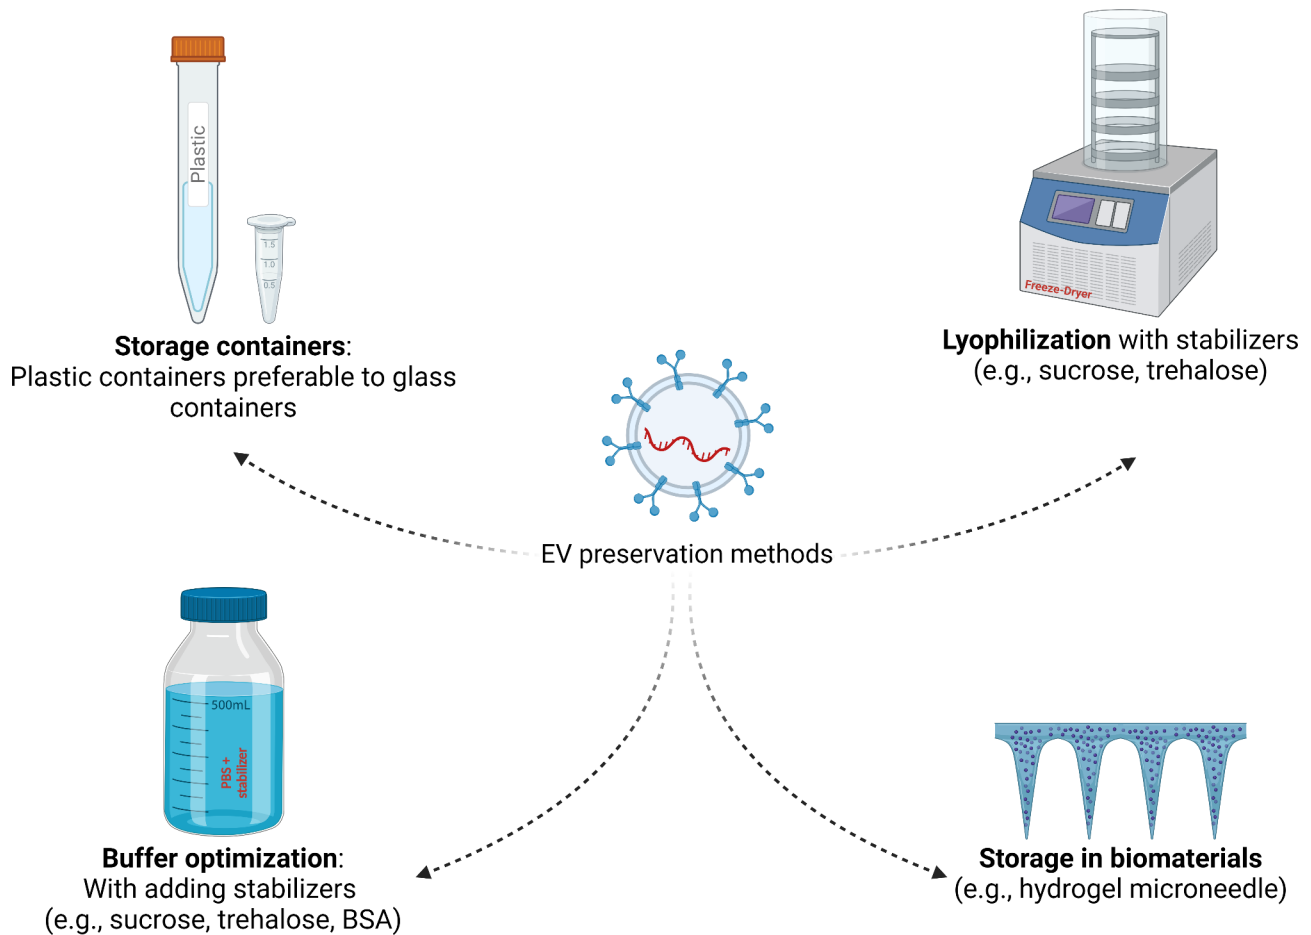 Plastic
1.5
1.0
0.5
Storage containers:
Plastic containers preferable to glass
containers
Freeze-Dryer
Lyophilization with stabilizers
(e.g., sucrose, trehalose)
EV preservation methods
500mL
PBS +
stabilizer
Buffer optimization:
With adding stabilizers
(e.g., sucrose, trehalose, BSA)
Storage in biomaterials
(e.g., hydrogel microneedle)